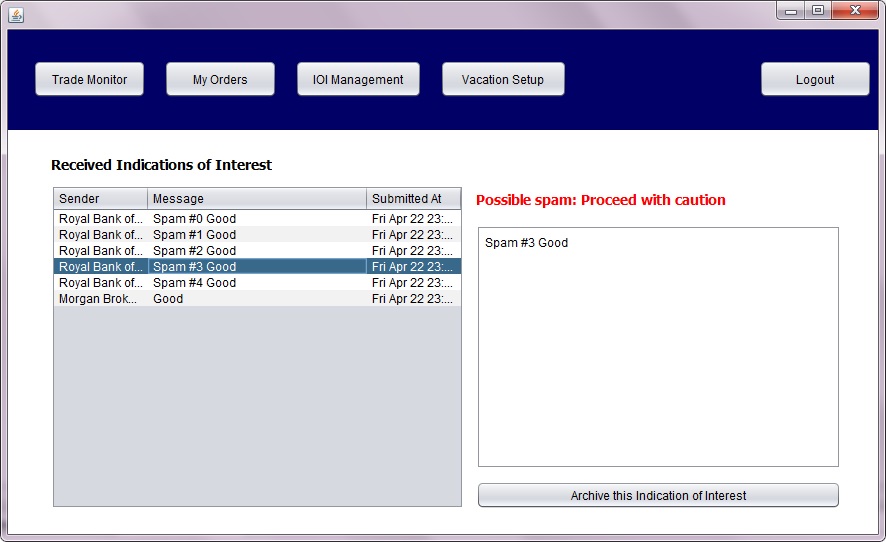 Trade Monitor My Orders IOI Management Vacation Setup Logout
Received Indications of Interest
Sender Message Submitted At
Royal Bank of... Spam #0 Good Fri Apr 22 23:...
Royal Bank of... Spam #1 Good Fri Apr 22 23:...
Royal Bank of... Spam #2 Good Fri Apr 22 23:...
Royal Bank of... Spam #3 Good Fri Apr 22 23:...
Royal Bank of... Spam #4 Good Fri Apr 22 23:...
Morgan Brok... Good Fri Apr 22 23:...
Possible spam: Proceed with caution
Spam #3 Good
Archive this Indication of Interest